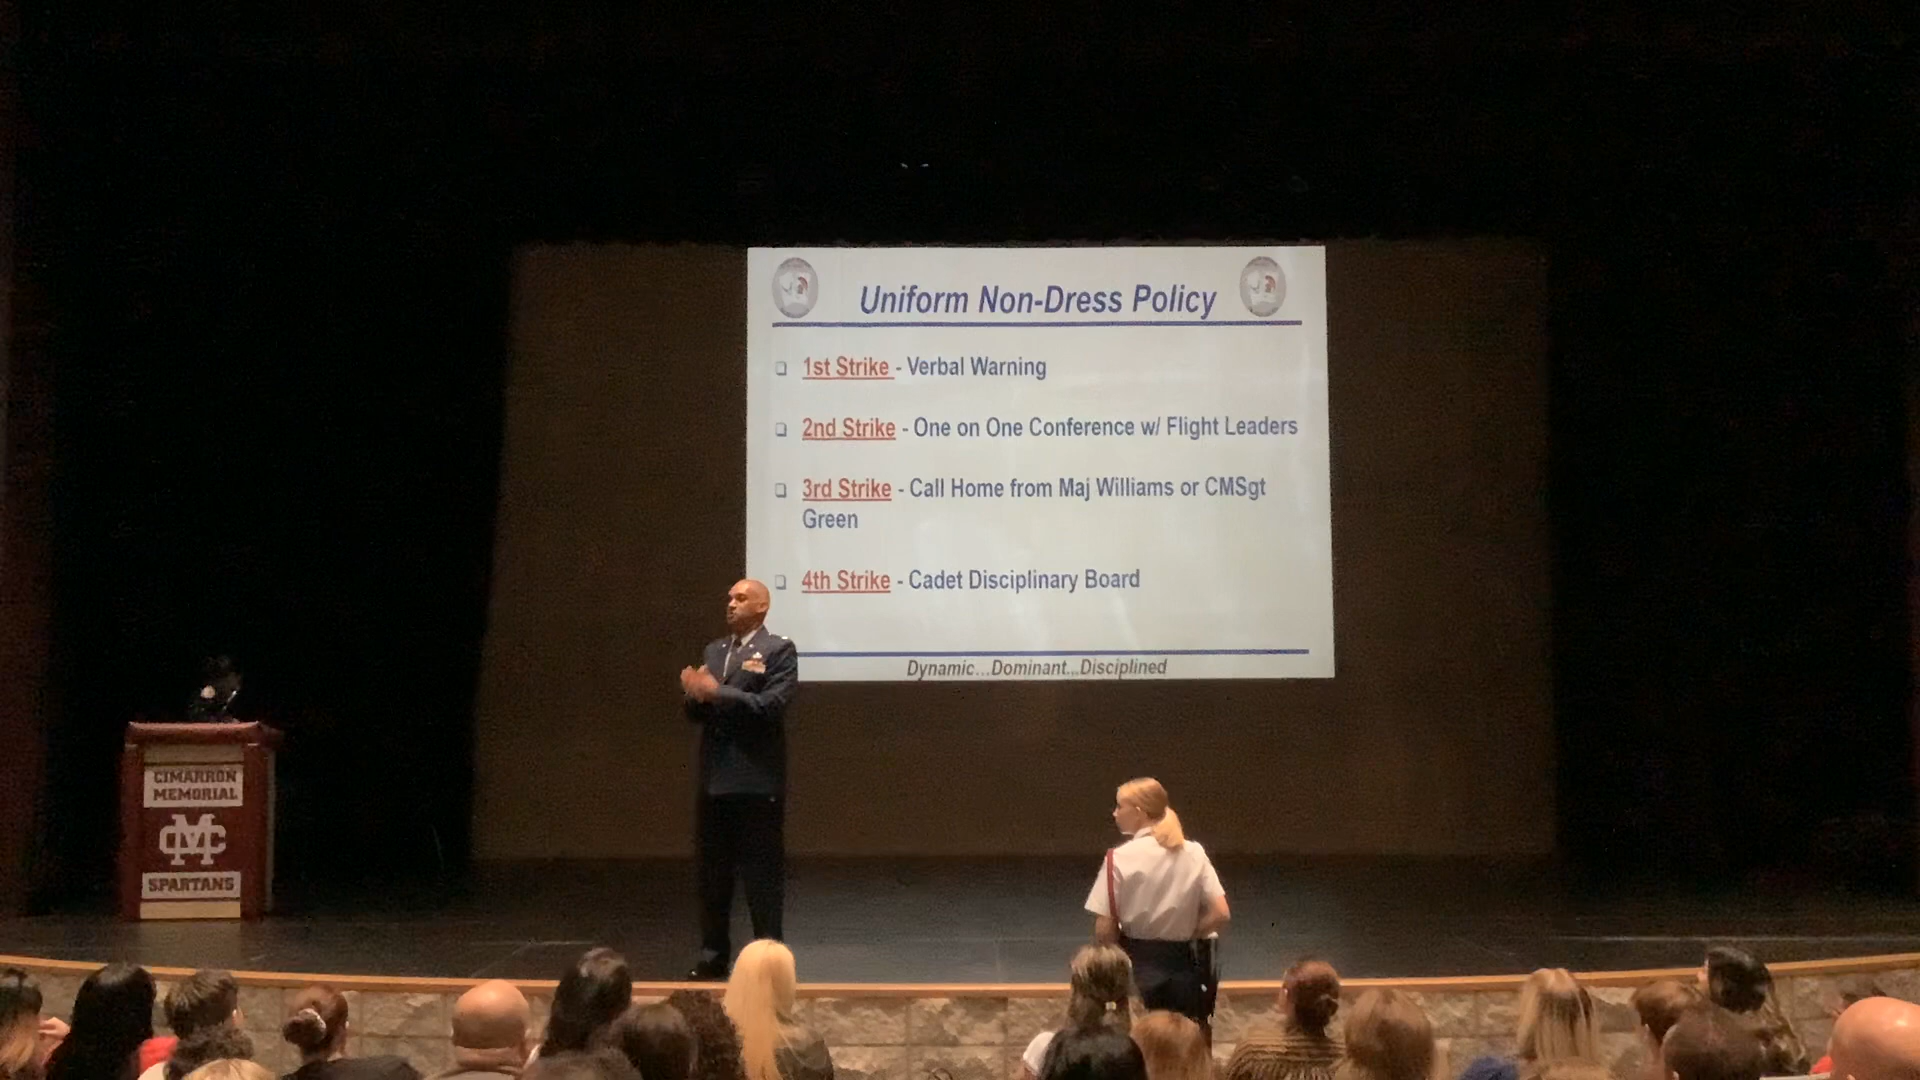 Uniform Non-Dress Policy
1st Strike - Verbal Warning
2nd Strike - One on One Conference w/ Flight Leaders
3rd Strike - Call Home from Maj Williams or CMSgt
Green
4th Strike - Cadet Disciplinary Board
Dynamic...Dominant...Disciplined
CIMARRON
MEMORIAL
CM
SPARTANS